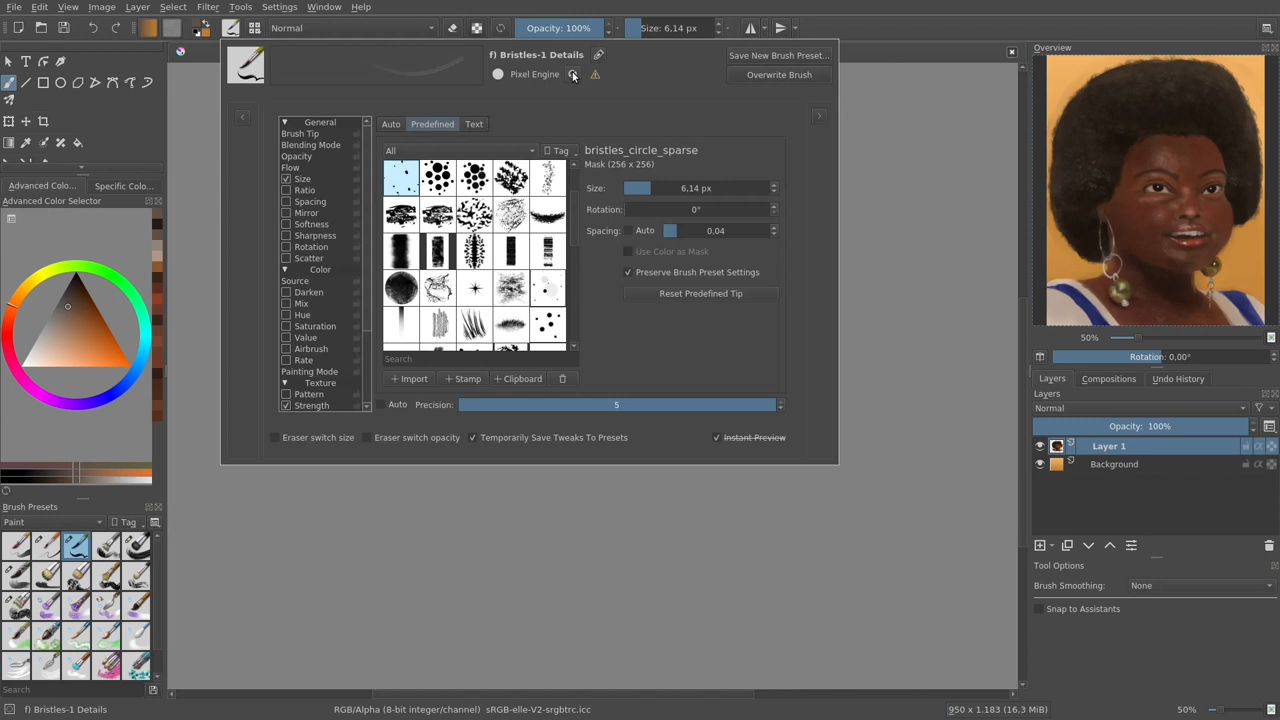 File Edit View Image Layer Select Filter Tools Settings Window Help
Normal Opacity: 100% Size: 6,14 px
Advanced Colo... Specific Color...
Advanced Color Selector
Brush Presets
Paint Tag
Search
f) Bristles-1 Details
Pixel Engine
Save New Brush Preset...
Overwrite Brush
General
Brush Tip
Blending Mode
Opacity
Flow
Size
Ratio
Spacing
Mirror
Softness
Sharpness
Rotation
Scatter
Color
Source
Darken
Mix
Hue
Saturation
Value
Airbrush
Rate
Painting Mode
Texture
Pattern
Strength
Auto Predefined Text
All Tag
Search
Import Stamp Clipboard
bristles_circle_sparse
Mask (256 x 256)
Size: 6,14 px
Rotation: 0°
Spacing: Auto 0,04
Use Color as Mask
Preserve Brush Preset Settings
Reset Predefined Tip
Auto Precision: 5
Eraser switch size Eraser switch opacity Temporarily Save Tweaks To Presets Instant Preview
Overview
50%
Rotation: 0,00°
Layers Compositions Undo History
Layers
Normal
Opacity: 100%
Layer 1
Background
Tool Options
Brush Smoothing: None
Snap to Assistants
f) Bristles-1 Details RGB/Alpha (8-bit integer/channel) sRGB-elle-V2-srgbtrc.icc 950 x 1.183 (16,3 MiB) 50%